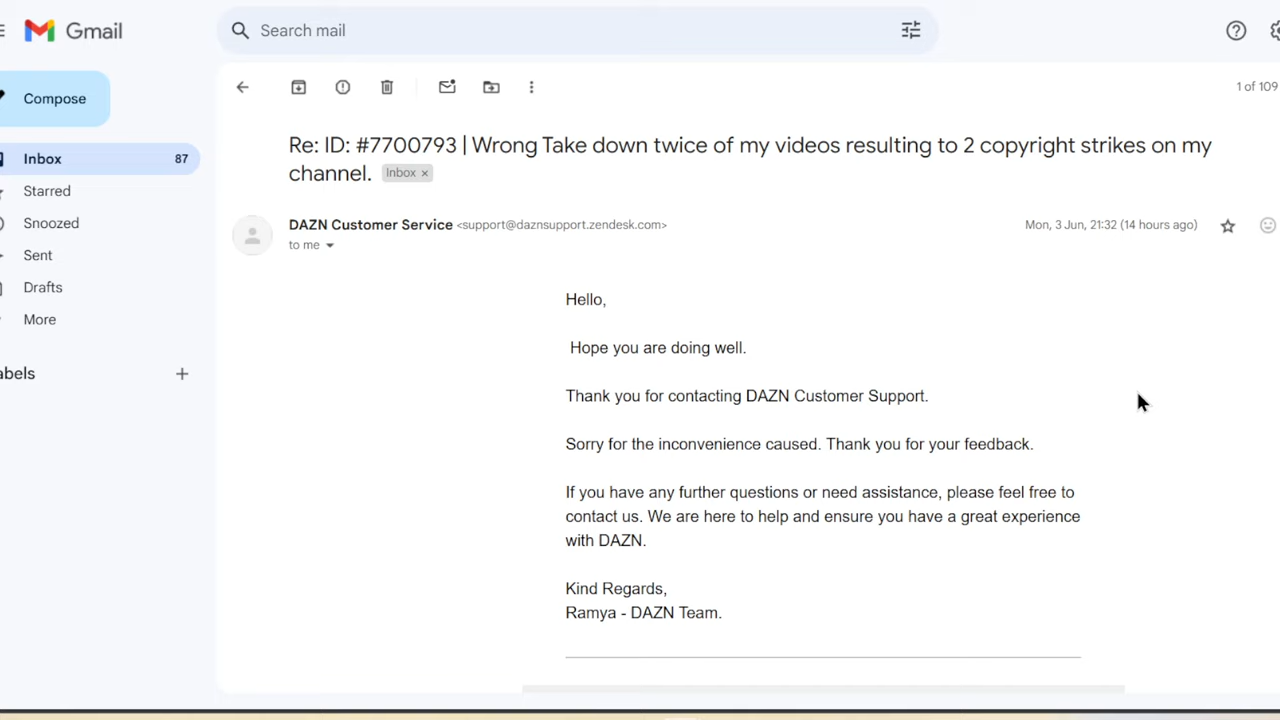 Gmail
Search mail
Compose
1 of 109
Inbox 87
Starred
Snoozed
Sent
Drafts
More
abels
Re: ID: #7700793 | Wrong Take down twice of my videos resulting to 2 copyright strikes on my
channel. Inbox ×
DAZN Customer Service <support@daznsupport.zendesk.com> Mon, 3 Jun, 21:32 (14 hours ago)
to me
Hello,
Hope you are doing well.
Thank you for contacting DAZN Customer Support.
Sorry for the inconvenience caused. Thank you for your feedback.
If you have any further questions or need assistance, please feel free to
contact us. We are here to help and ensure you have a great experience
with DAZN.
Kind Regards,
Ramya - DAZN Team.